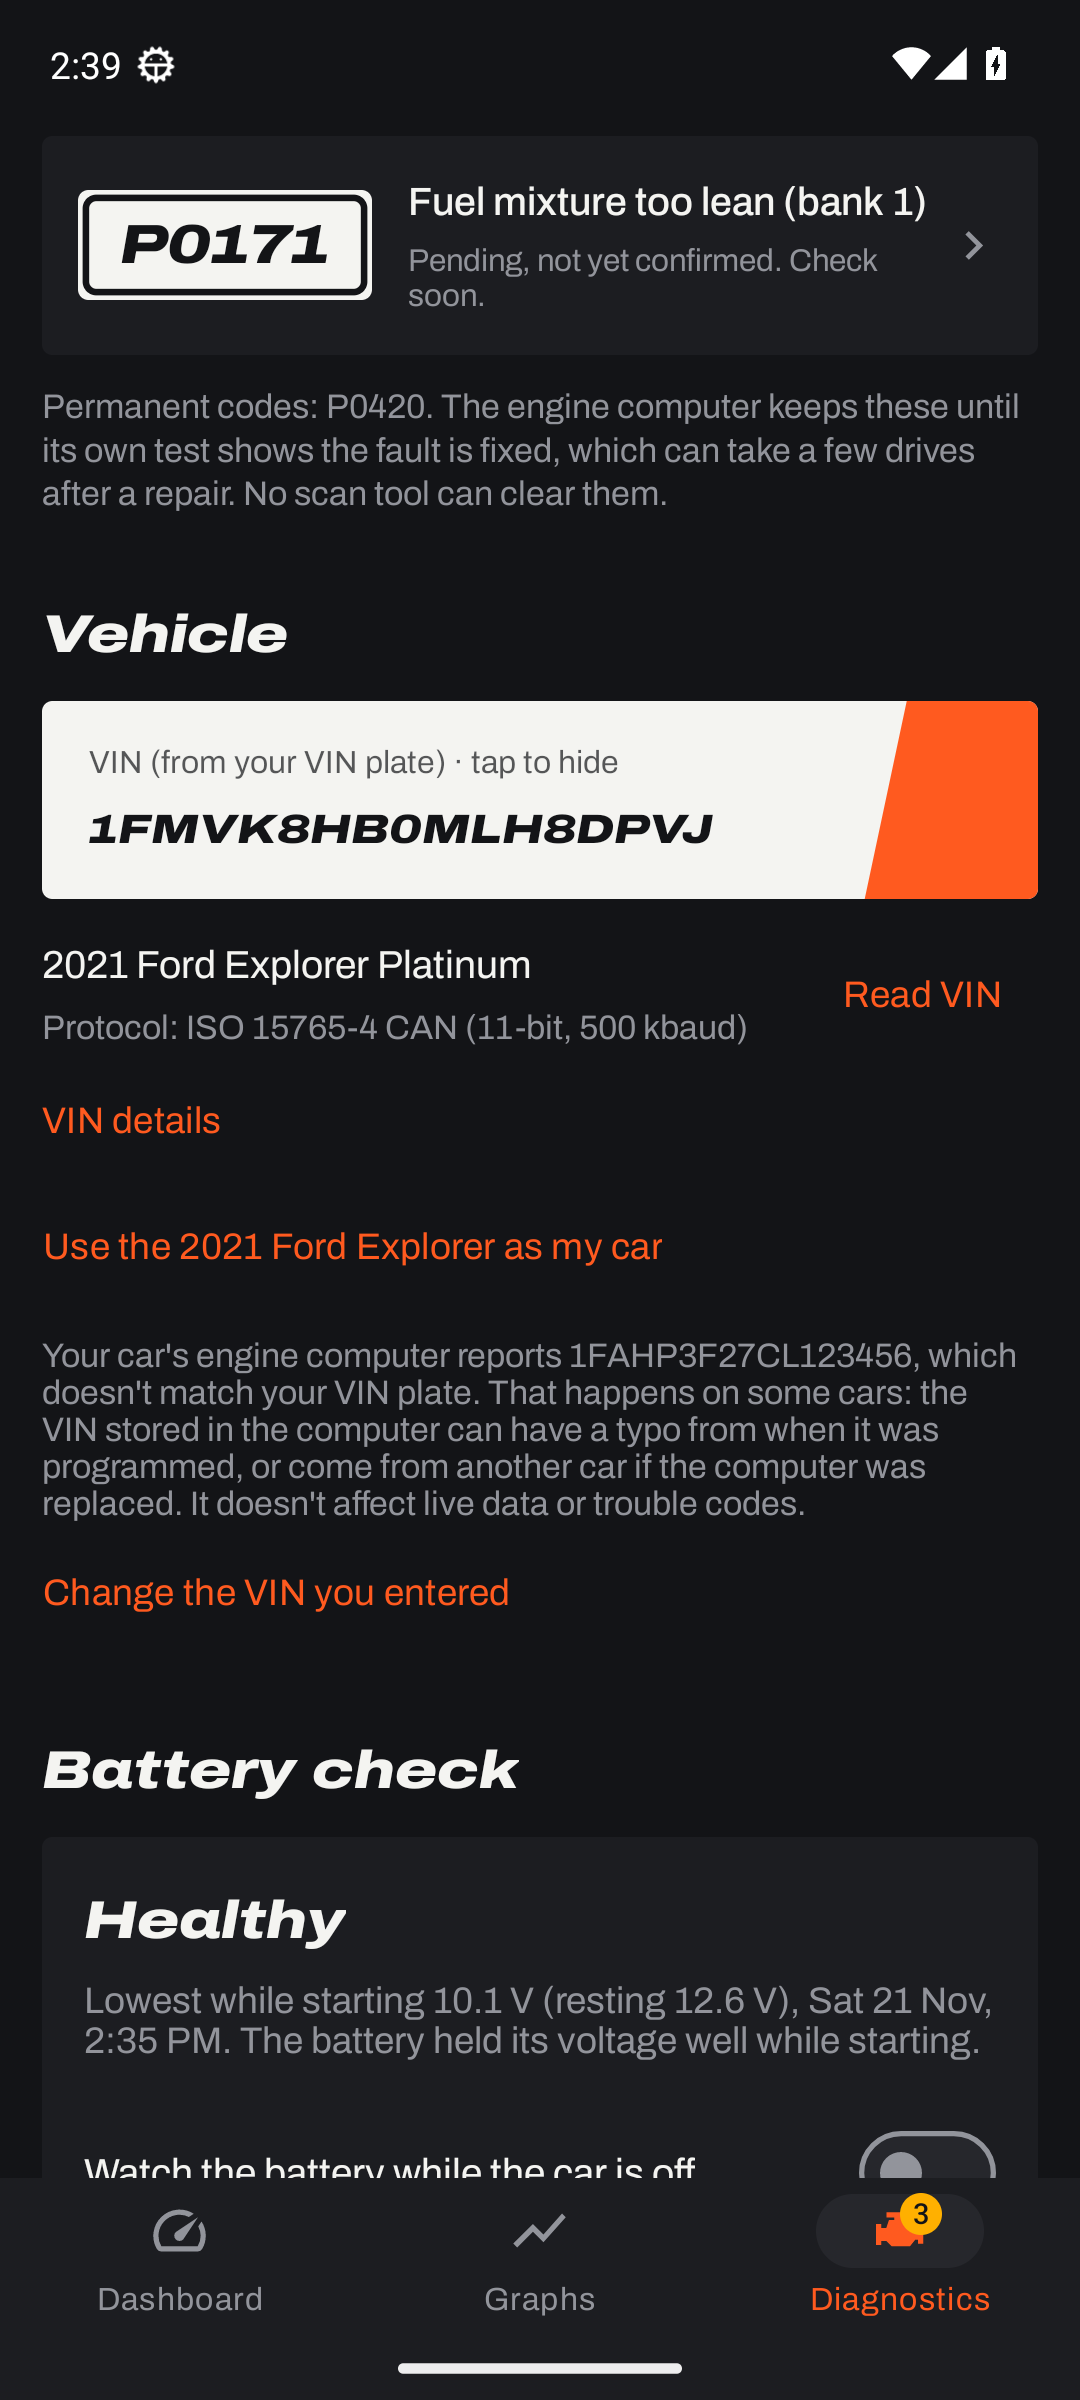 2:39
P0171
Fuel mixture too lean (bank 1)
Pending, not yet confirmed. Check
soon.
Permanent codes: P0420. The engine computer keeps these until
its own test shows the fault is fixed, which can take a few drives
after a repair. No scan tool can clear them.
Vehicle
VIN (from your VIN plate) · tap to hide
1FMVK8HB0MLH8DPVJ
2021 Ford Explorer Platinum
Read VIN
Protocol: ISO 15765-4 CAN (11-bit, 500 kbaud)
VIN details
Use the 2021 Ford Explorer as my car
Your car's engine computer reports 1FAHP3F27CL123456, which
doesn't match your VIN plate. That happens on some cars: the
VIN stored in the computer can have a typo from when it was
programmed, or come from another car if the computer was
replaced. It doesn't affect live data or trouble codes.
Change the VIN you entered
Battery check
Healthy
Lowest while starting 10.1 V (resting 12.6 V), Sat 21 Nov,
2:35 PM. The battery held its voltage well while starting.
Watch the battery while the car is off
3
Dashboard
Graphs
Diagnostics